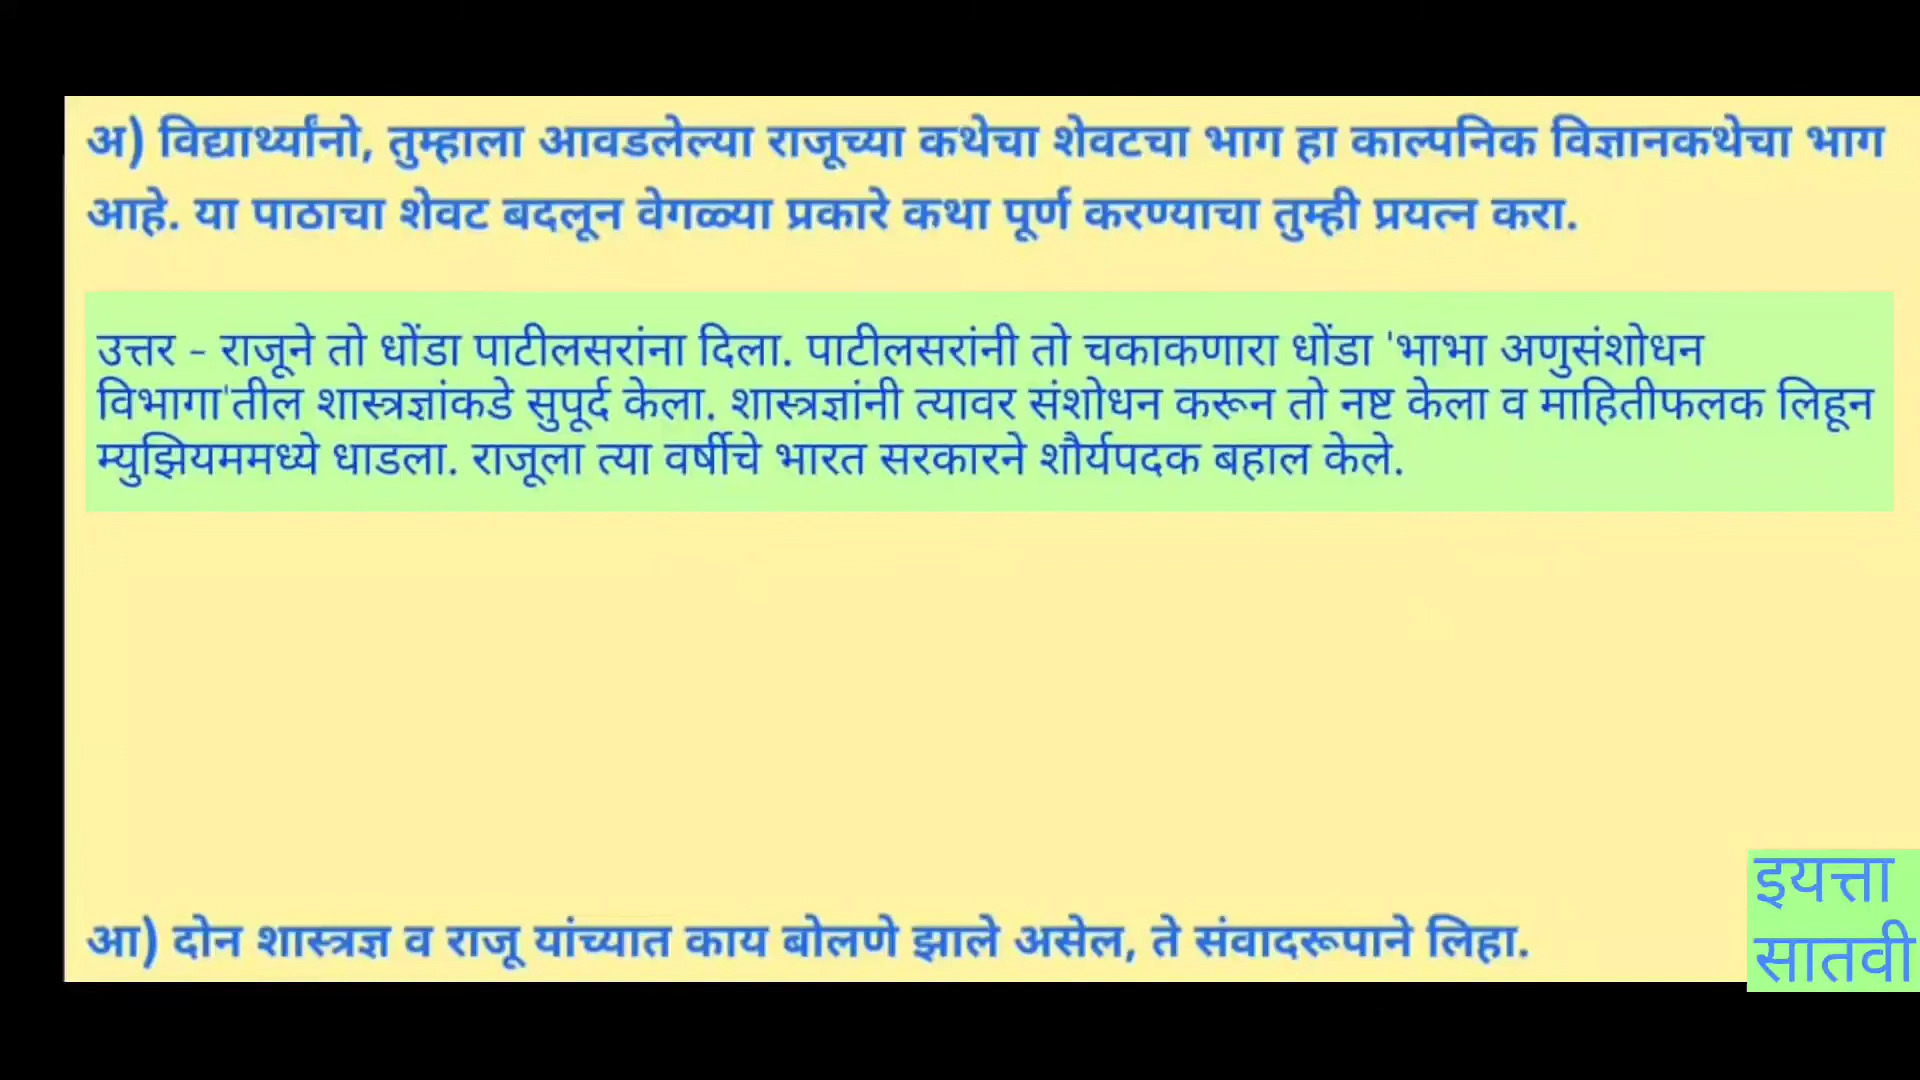 अ) विद्यार्थ्यांनो, तुम्हाला आवडलेल्या राजूच्या कथेचा शेवटचा भाग हा काल्पनिक विज्ञानकथेचा भाग
आहे. या पाठाचा शेवट बदलून वेगळ्या प्रकारे कथा पूर्ण करण्याचा तुम्ही प्रयत्न करा.
उत्तर - राजूने तो धोंडा पाटीलसरांना दिला. पाटीलसरांनी तो चकाकणारा धोंडा 'भाभा अणुसंशोधन
विभागा'तील शास्त्रज्ञांकडे सुपूर्द केला. शास्त्रज्ञांनी त्यावर संशोधन करून तो नष्ट केला व माहितीफलक लिहून
म्युझियममध्ये धाडला. राजूला त्या वर्षीचे भारत सरकारने शौर्यपदक बहाल केले.
आ) दोन शास्त्रज्ञ व राजू यांच्यात काय बोलणे झाले असेल, ते संवादरूपाने लिहा.
इयत्ता
सातवी